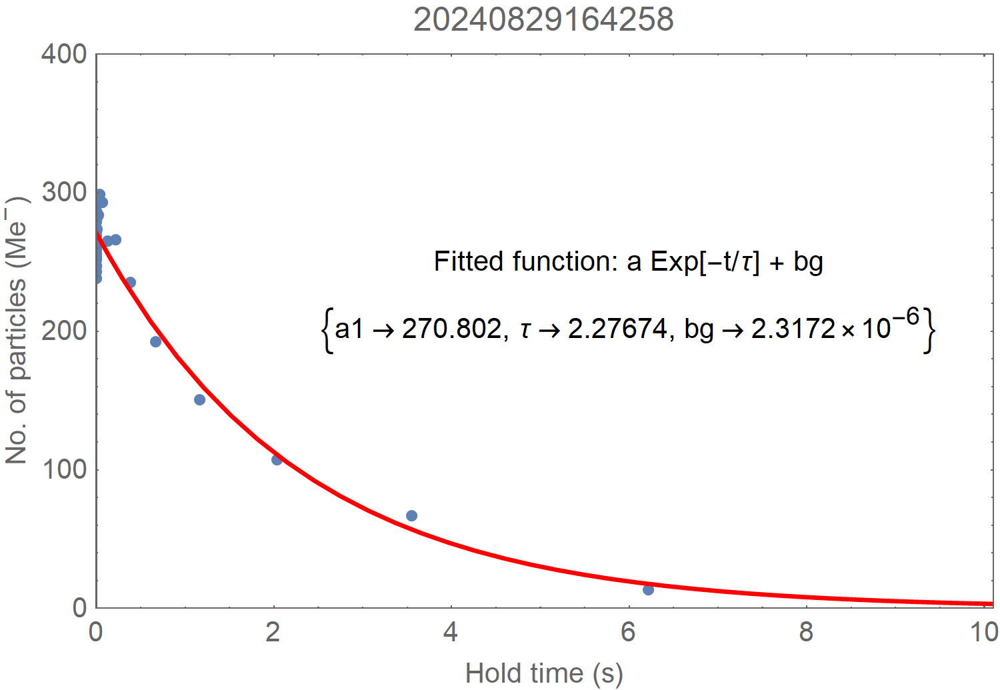 20240829164258
400
300
200
100
0
No. of particles (Me⁻)
Fitted function: a Exp[−t/τ] + bg
{a1 → 270.802, τ → 2.27674, bg → 2.3172 × 10⁻⁶}
0 2 4 6 8 10
Hold time (s)